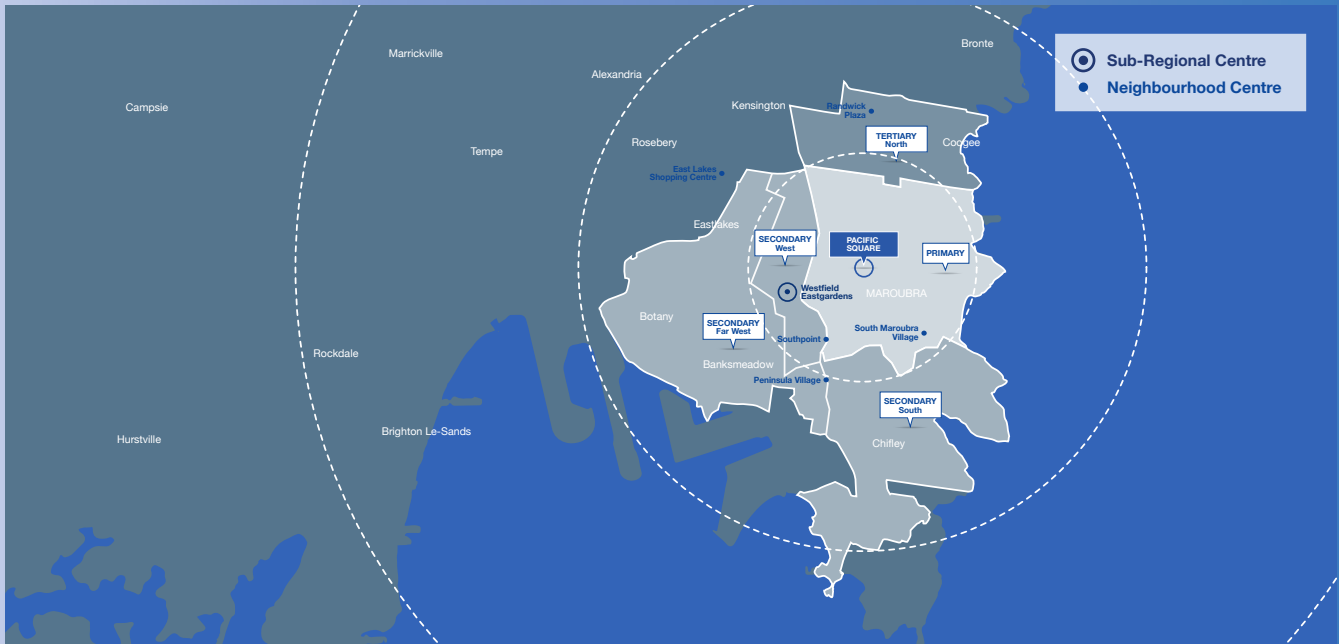 Bronte
Marrickville
Sub-Regional Centre
Alexandria
Neighbourhood Centre
Campsie
Kensington
Randwick
Plaza
TERTIARY
North
Rosebery
Coogee
Tempe
East Lakes
Shopping Centre
Eastlakes
SECONDARY
West
PACIFIC
SQUARE
PRIMARY
Westfield
Eastgardens
MAROUBRA
Botany
SECONDARY
Far West
South Maroubra
Village
Southpoint
Rockdale
Banksmeadow
Peninsula Village
SECONDARY
South
Brighton Le-Sands
Hurstville
Chifley